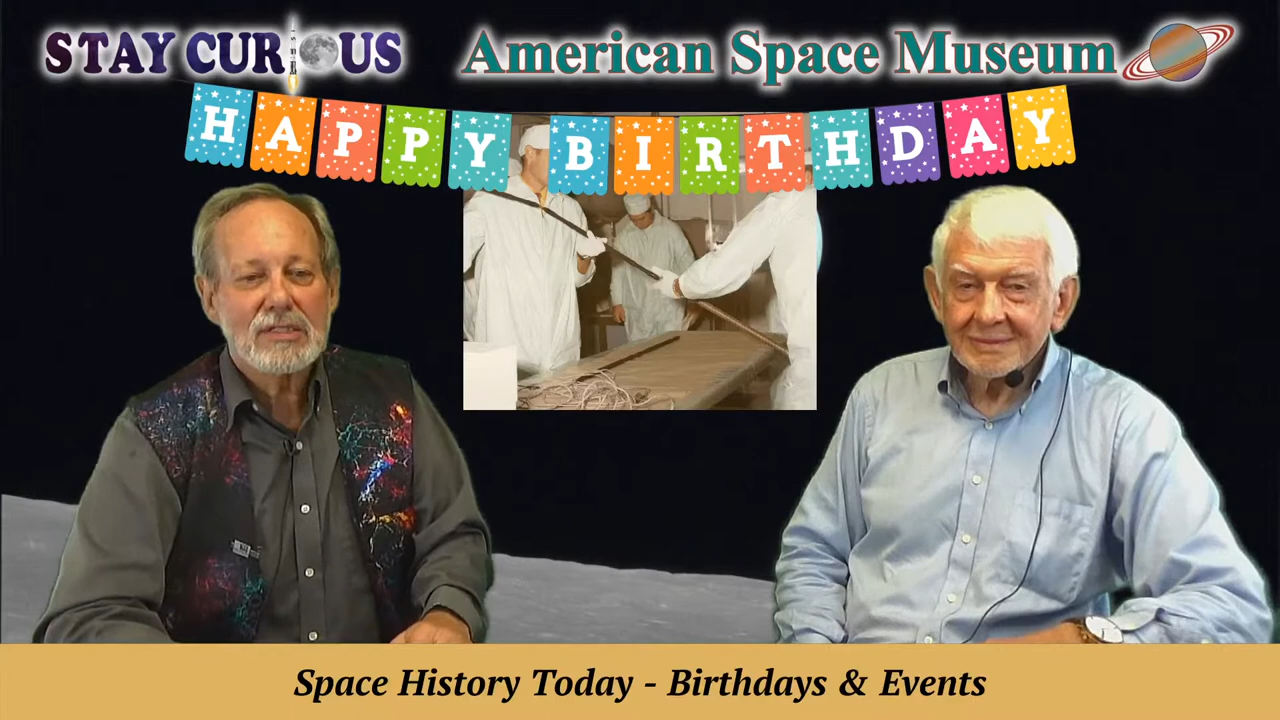 STAY CURIOUS
American Space Museum
HAPPY BIRTHDAY
Space History Today - Birthdays & Events